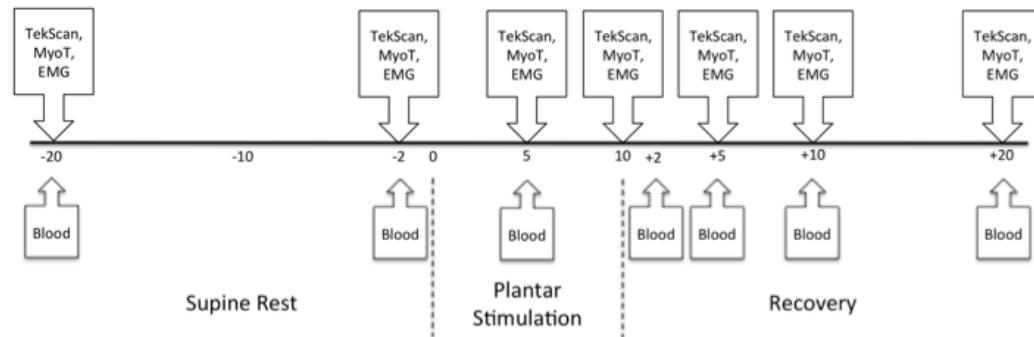 TekScan,
MyoT,
EMG
TekScan,
MyoT,
EMG
TekScan,
MyoT,
EMG
TekScan,
MyoT,
EMG
TekScan,
MyoT,
EMG
TekScan,
MyoT,
EMG
TekScan,
MyoT,
EMG
-20 -10 -2 0 5 10 +2 +5 +10 +20
Blood Blood Blood Blood Blood Blood Blood
Supine Rest
Plantar
Stimulation
Recovery